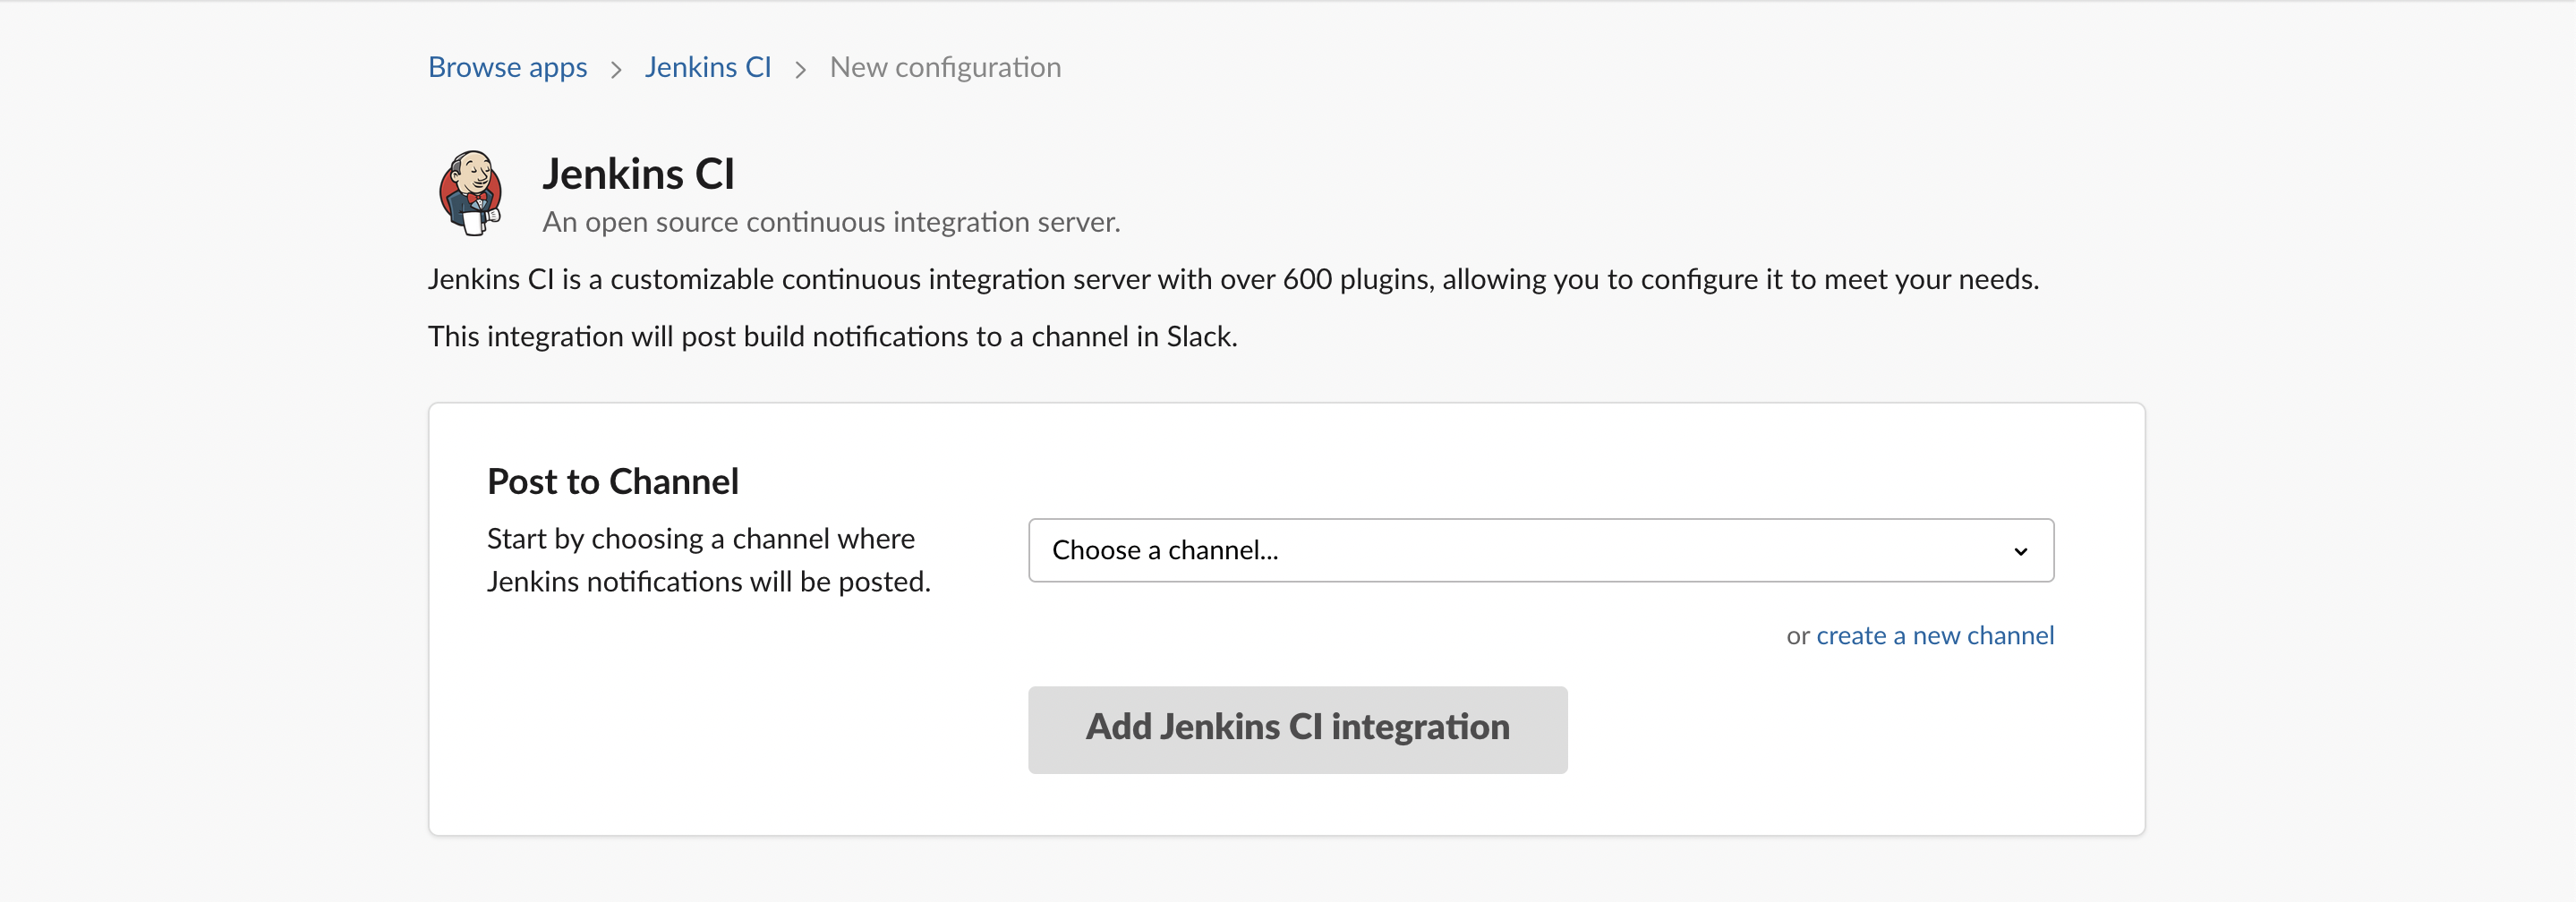 Browse apps > Jenkins CI > New configuration
Jenkins CI
An open source continuous integration server.
Jenkins CI is a customizable continuous integration server with over 600 plugins, allowing you to configure it to meet your needs.
This integration will post build notifications to a channel in Slack.
Post to Channel
Start by choosing a channel where
Jenkins notifications will be posted.
Choose a channel...
or create a new channel
Add Jenkins CI integration